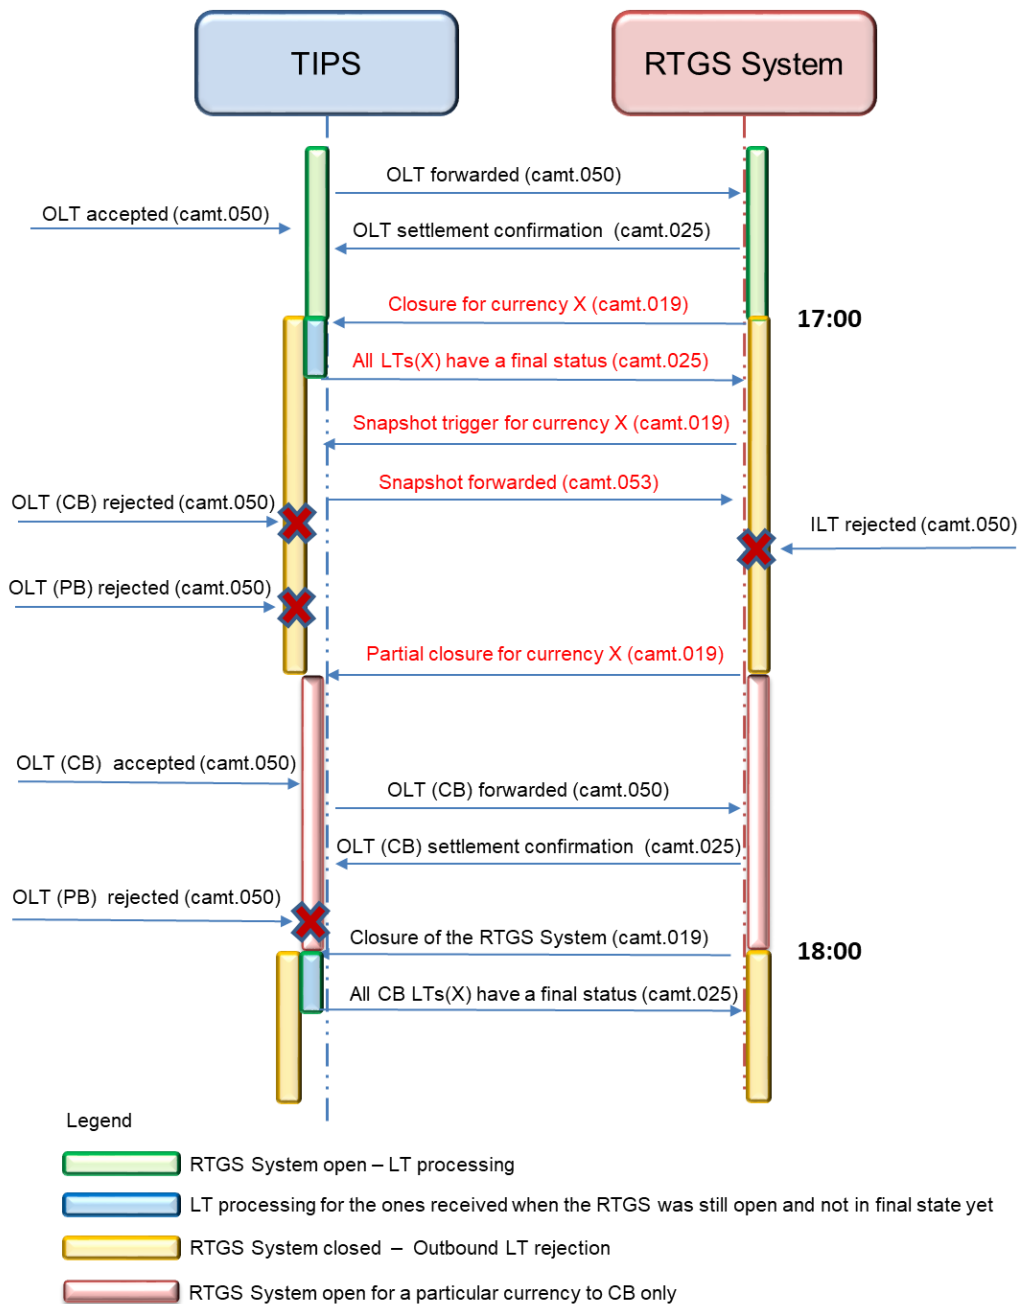 TIPS
RTGS System
OLT forwarded (camt.050)
OLT accepted (camt.050)
OLT settlement confirmation (camt.025)
Closure for currency X (camt.019)
17:00
All LTs(X) have a final status (camt.025)
Snapshot trigger for currency X (camt.019)
Snapshot forwarded (camt.053)
OLT (CB) rejected (camt.050)
ILT rejected (camt.050)
OLT (PB) rejected (camt.050)
Partial closure for currency X (camt.019)
OLT (CB) accepted (camt.050)
OLT (CB) forwarded (camt.050)
OLT (CB) settlement confirmation (camt.025)
OLT (PB) rejected (camt.050)
Closure of the RTGS System (camt.019)
18:00
All CB LTs(X) have a final status (camt.025)
Legend
RTGS System open – LT processing
LT processing for the ones received when the RTGS was still open and not in final state yet
RTGS System closed – Outbound LT rejection
RTGS System open for a particular currency to CB only